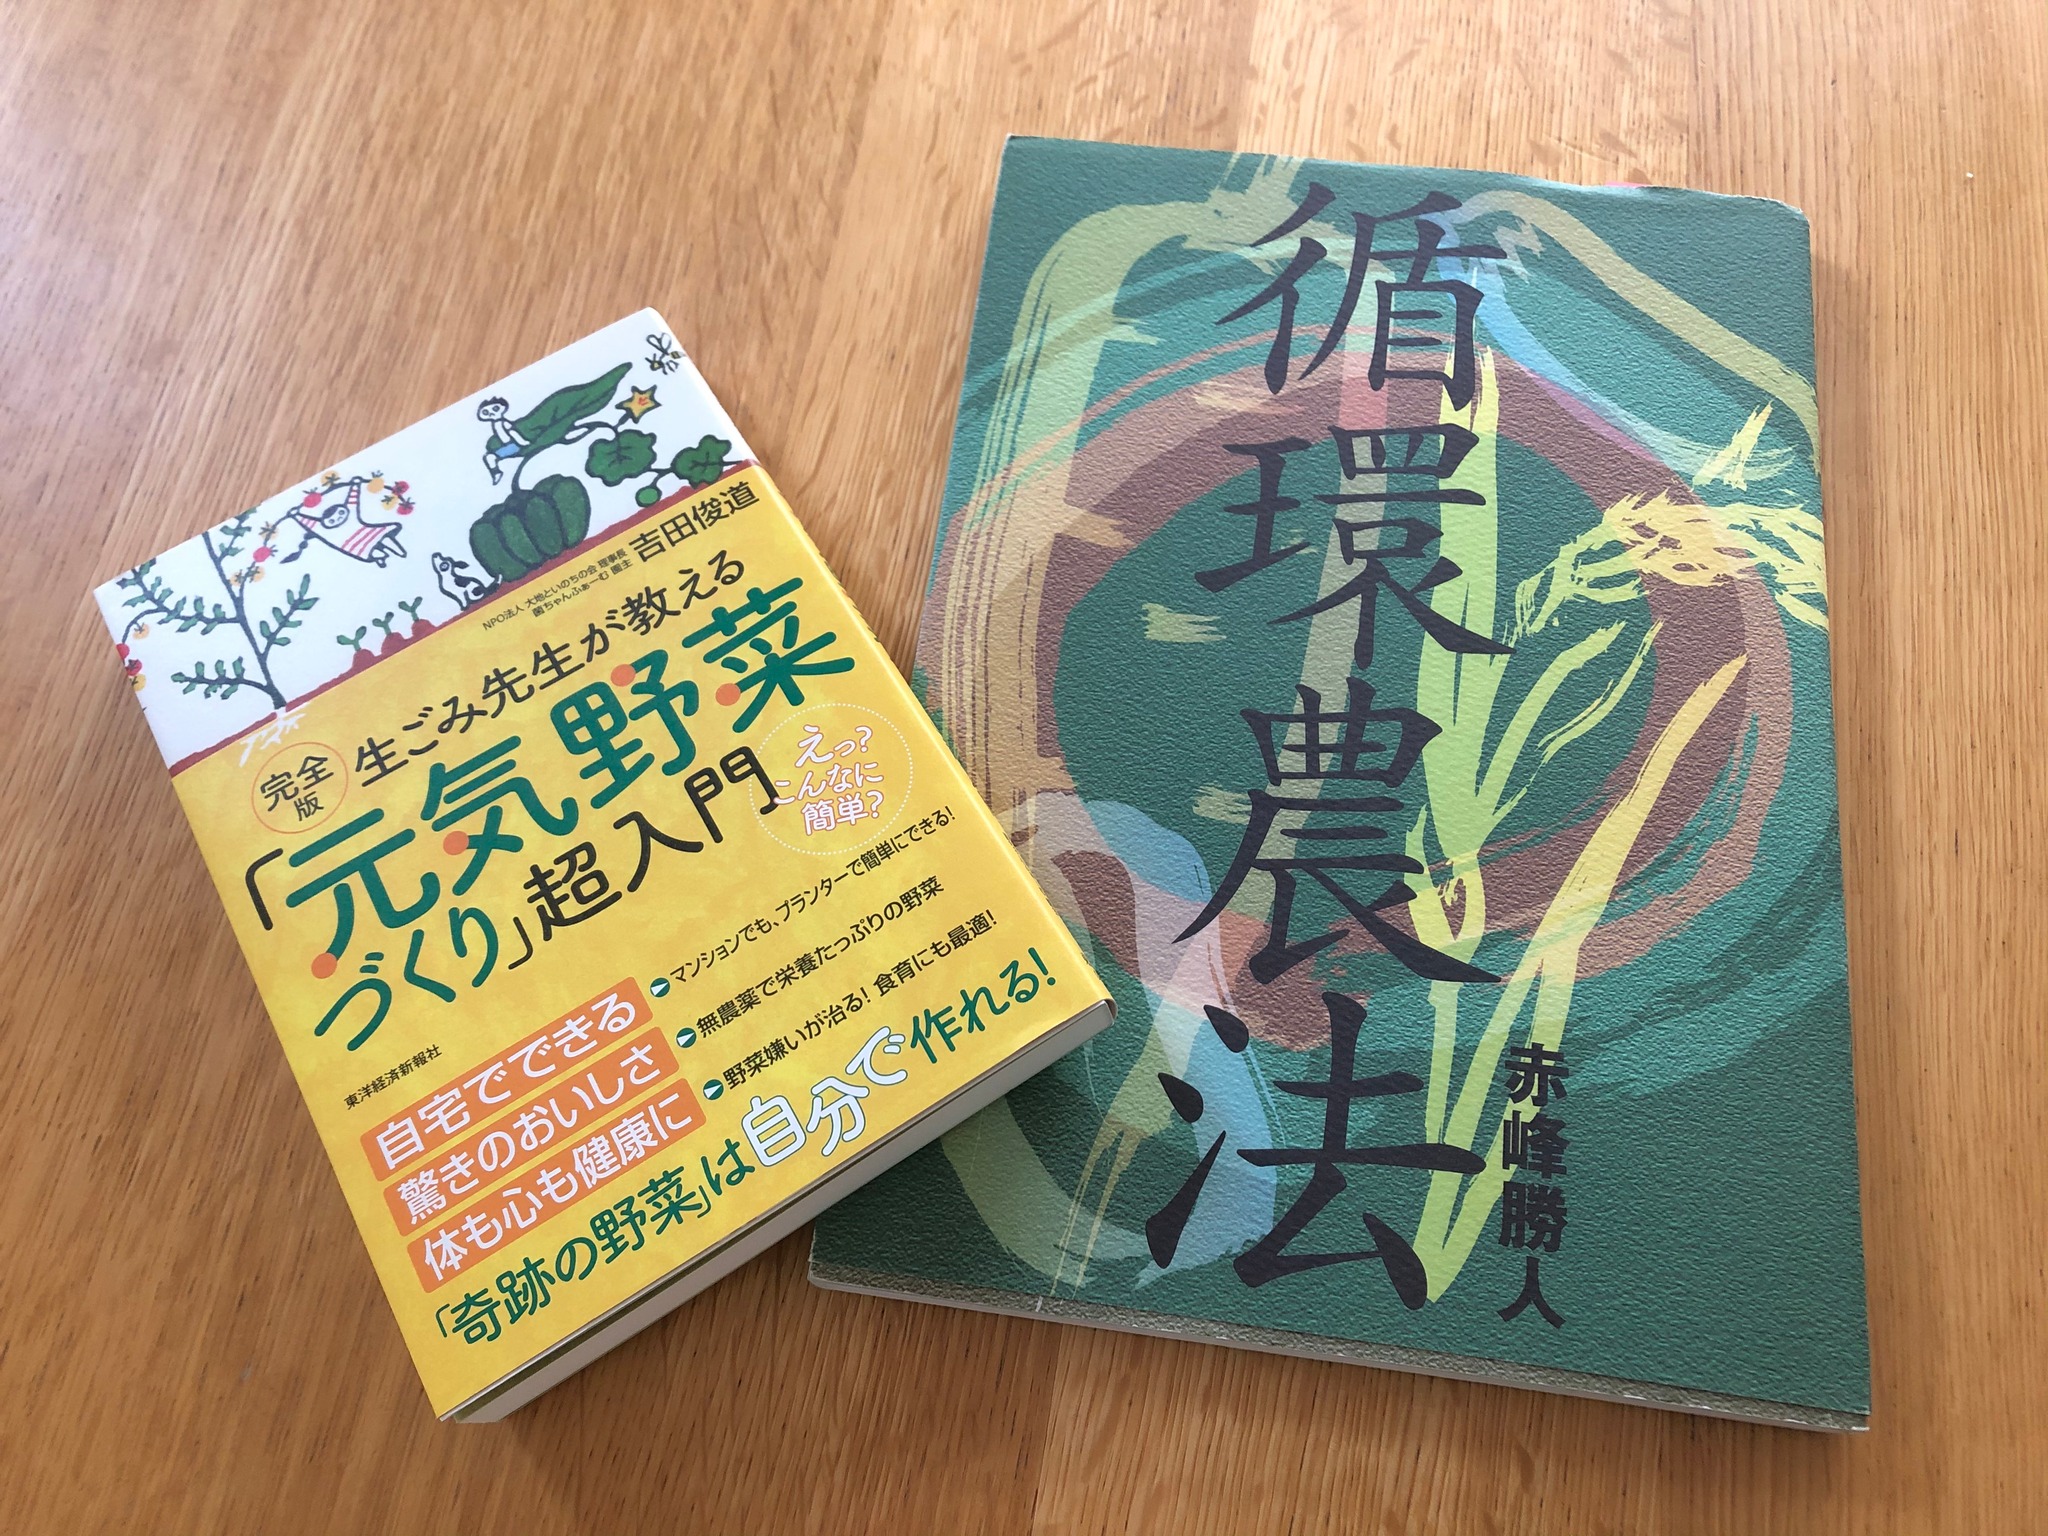 NPO法人 大地といのちの会 理事長
菌ちゃんふぁーむ 園主
吉田俊道
完全版
生ごみ先生が教える
「元気野菜
づくり」超入門
えっ?
こんなに
簡単?
東洋経済新報社
自宅でできる
驚きのおいしさ
体も心も健康に
マンションでも、プランターで簡単にできる!
無農薬で栄養たっぷりの野菜
野菜嫌いが治る! 食育にも最適!
「奇跡の野菜」は自分で作れる!
循環農法
赤峰勝人